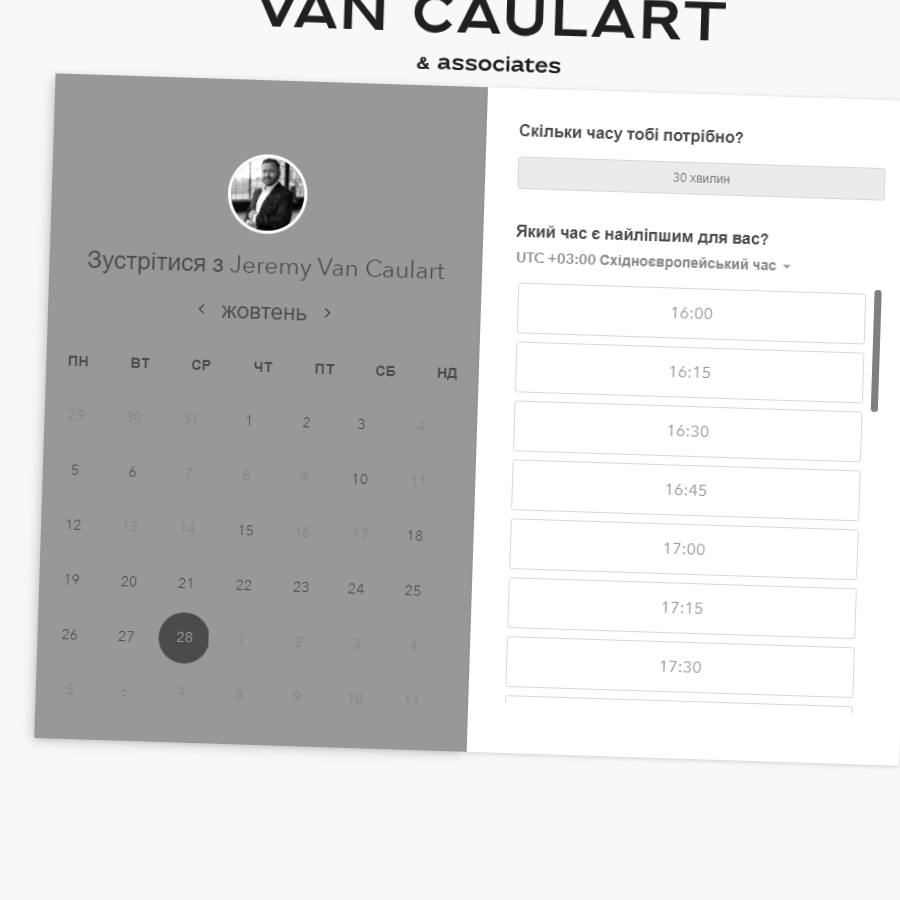 VAN CAULART
& associates
Зустрітися з Jeremy Van Caulart
жовтень
ПН ВТ СР ЧТ ПТ СБ НД
29 30 31 1 2 3 4
5 6 7 8 9 10 11
12 13 14 15 16 17 18
19 20 21 22 23 24 25
26 27 28 1 2 3 4
5 6 7 8 9 10 11
Скільки часу тобі потрібно?
30 хвилин
Який час є найліпшим для вас?
UTC +03:00 Східноєвропейський час
16:00
16:15
16:30
16:45
17:00
17:15
17:30